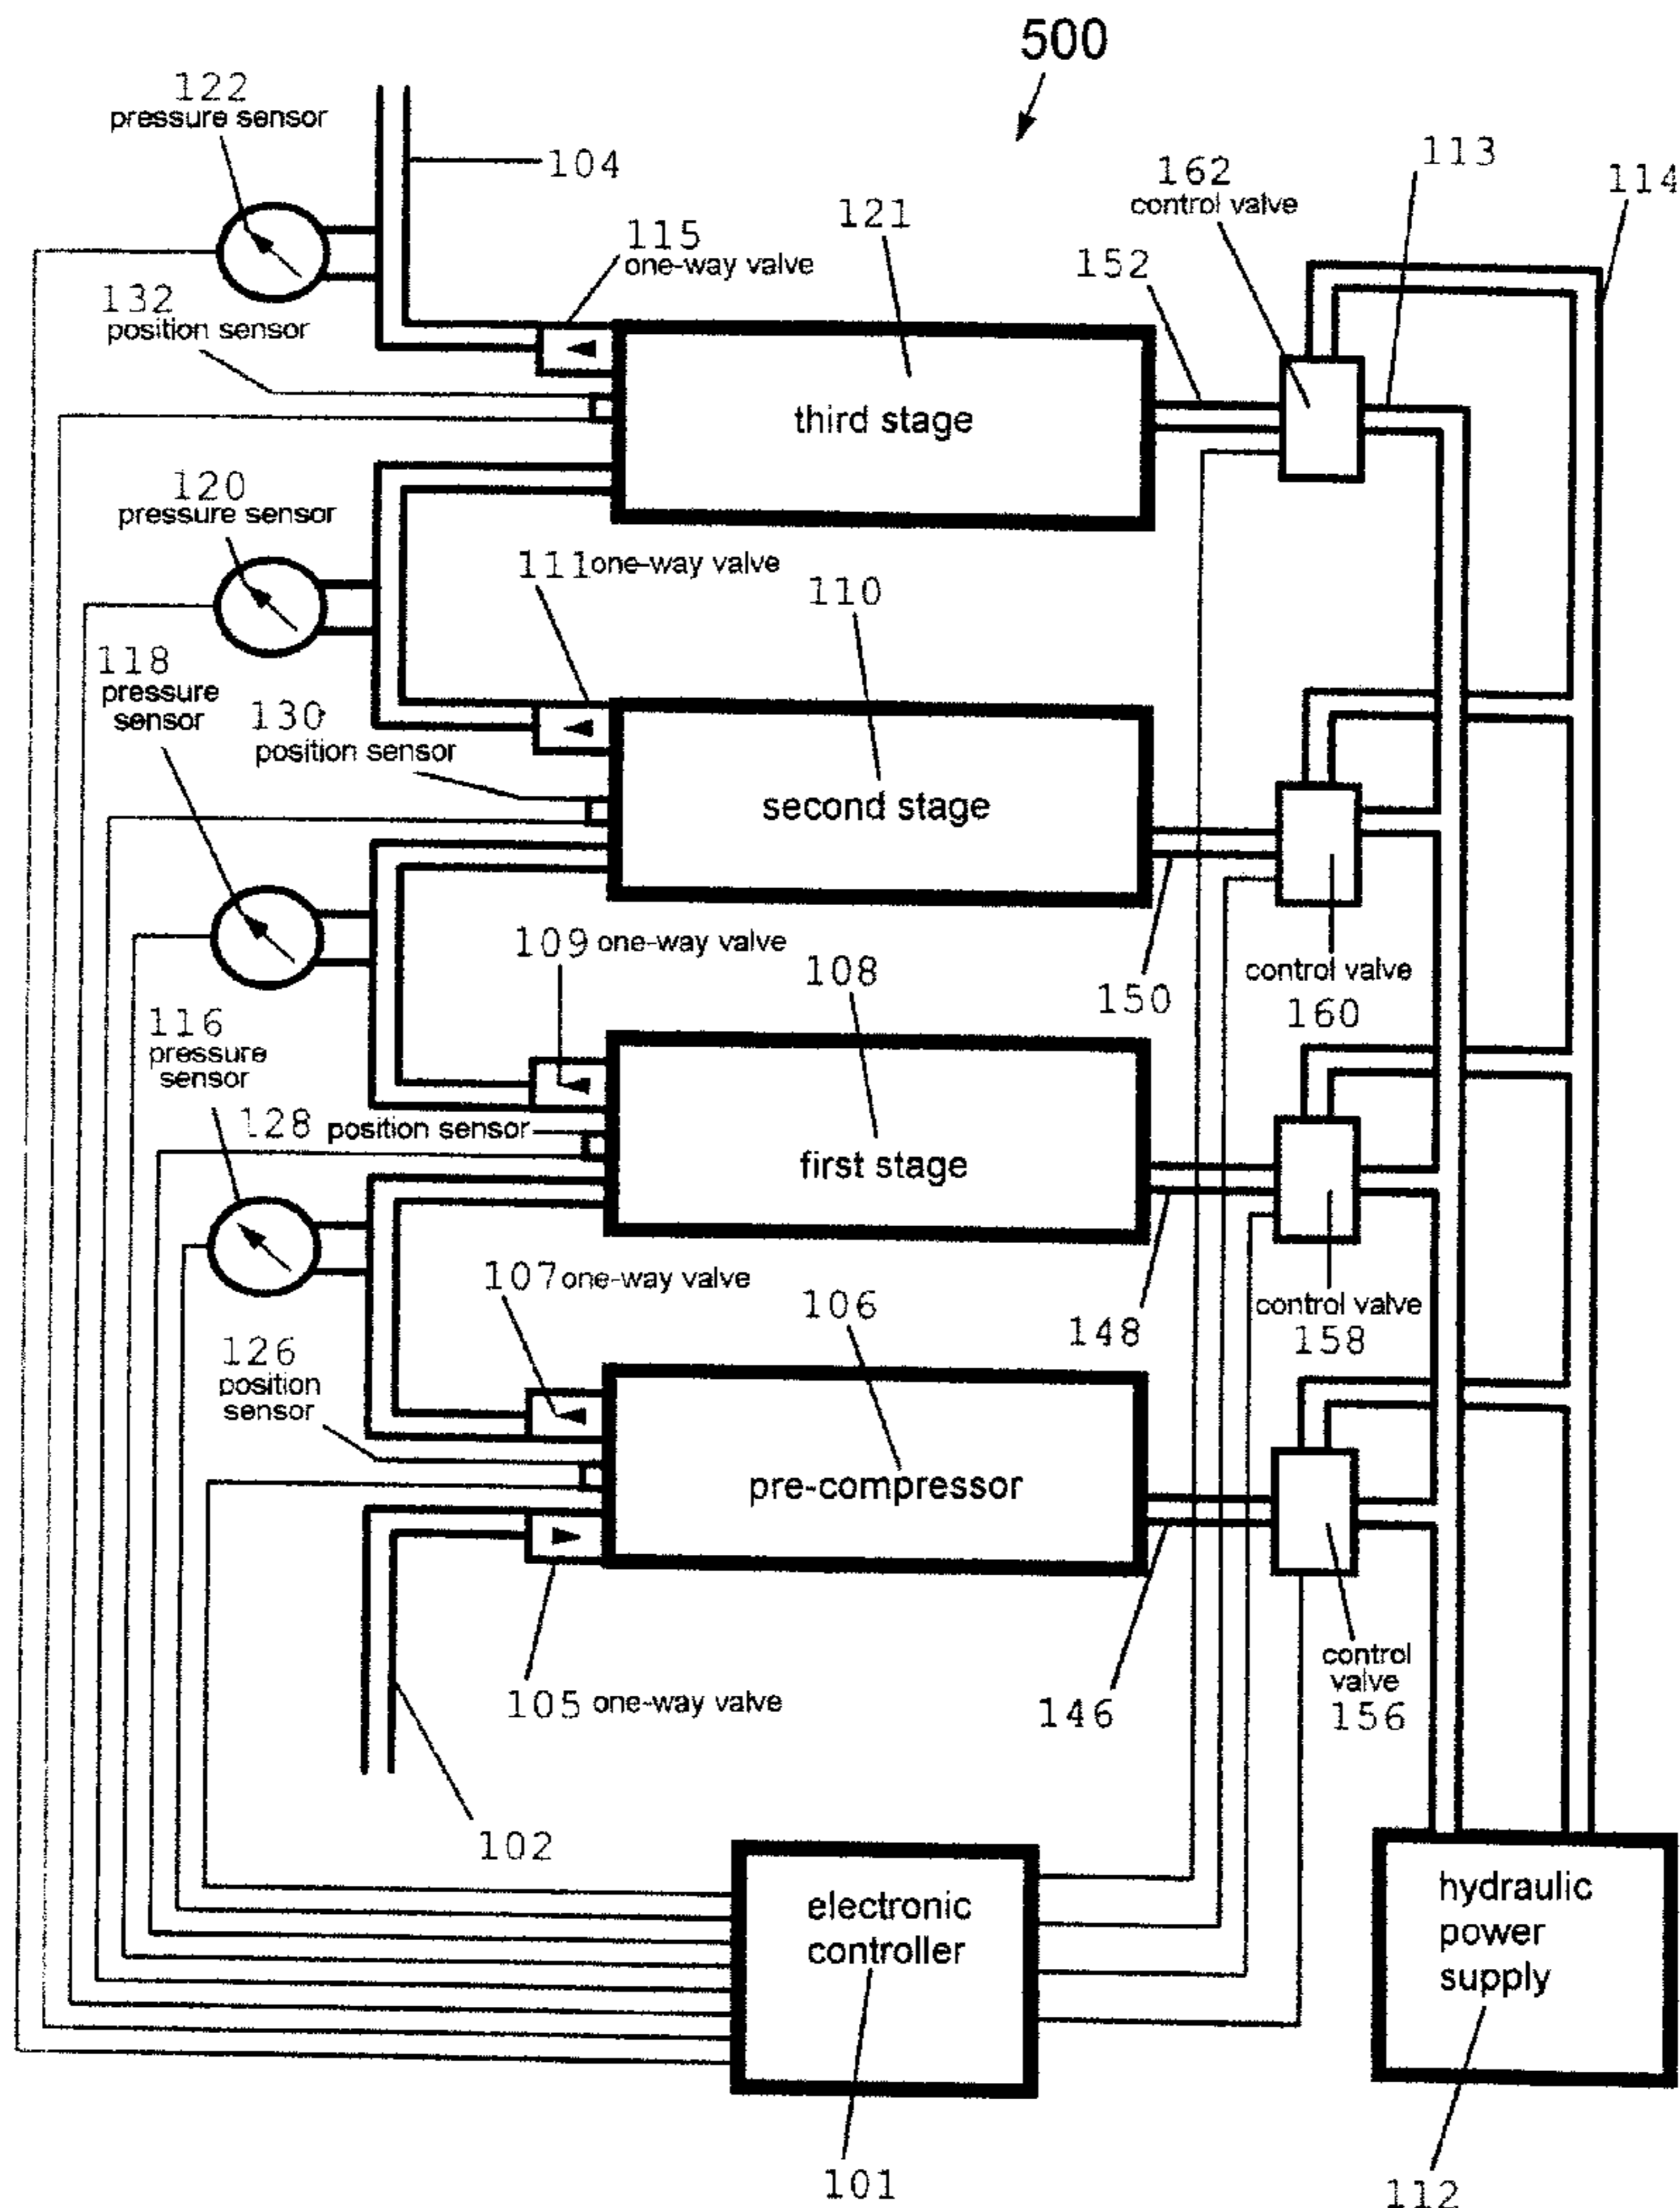 500
122
pressure sensor
104
162
control valve
113
114
121
115
one-way valve
152
132
position sensor
third stage
120
pressure sensor
111 one-way valve
110
118
pressure
sensor
130
position sensor
second stage
109 one-way valve
108
150
control valve
160
116
pressure
sensor
128 position sensor
first stage
107 one-way valve
106
148
control valve
158
126
position
sensor
pre-compressor
105 one-way valve
146
control
valve
156
102
electronic
controller
hydraulic
power
supply
101
112